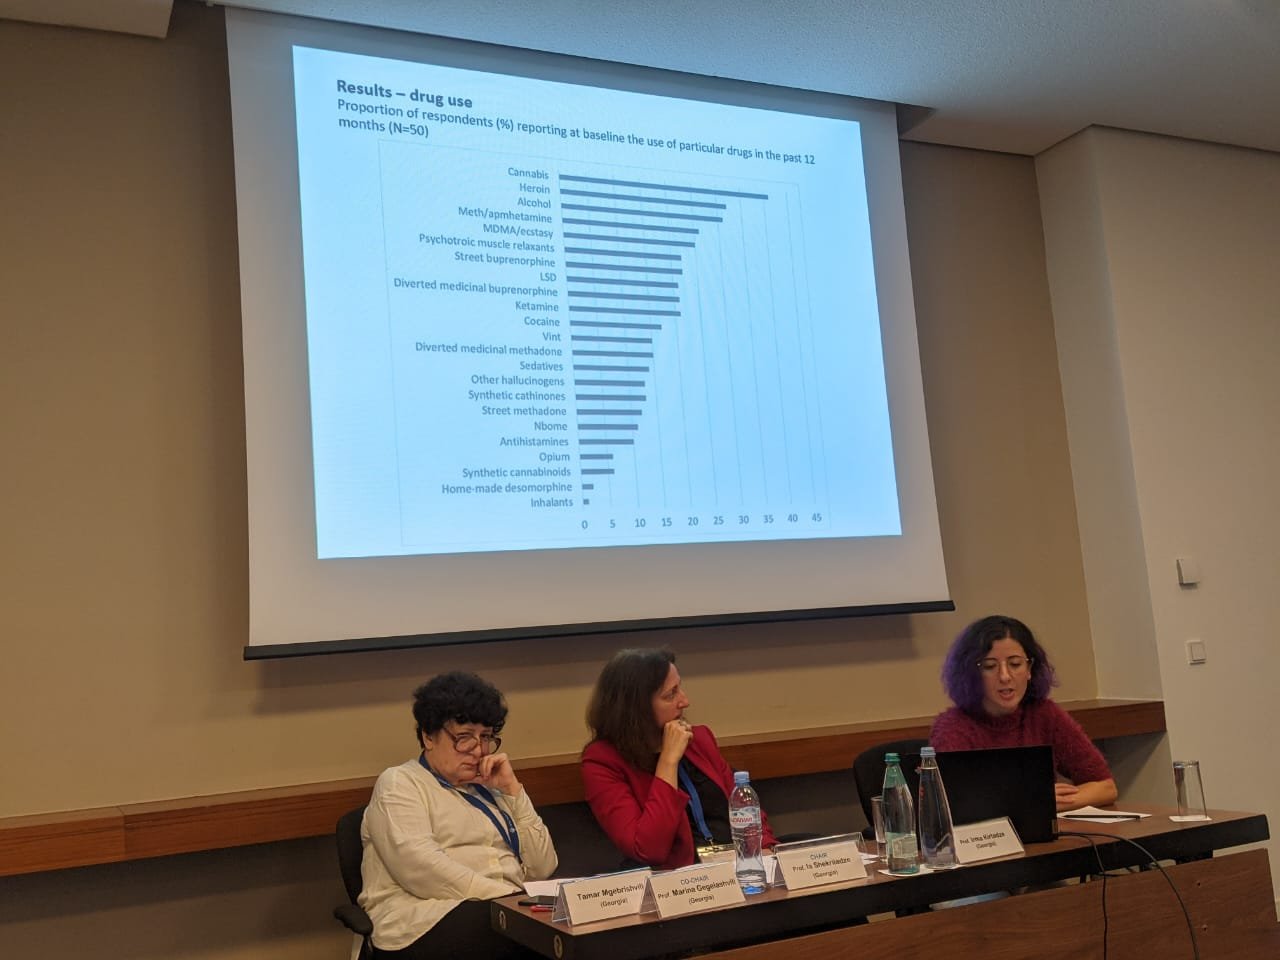 Results – drug use
Proportion of respondents (%) reporting at baseline the use of particular drugs in the past 12
months (N=50)
Cannabis
Heroin
Alcohol
Meth/apmhetamine
MDMA/ecstasy
Psychotroic muscle relaxants
Street buprenorphine
LSD
Diverted medicinal buprenorphine
Ketamine
Cocaine
Vint
Diverted medicinal methadone
Sedatives
Other hallucinogens
Synthetic cathinones
Street methadone
Nbome
Antihistamines
Opium
Synthetic cannabinoids
Home-made desomorphine
Inhalants
0 5 10 15 20 25 30 35 40 45
Tamar Mgebrishvili
(Georgia)
CO-CHAIR
Prof. Marina Gegelashvili
(Georgia)
CHAIR
Prof. Ia Shekriladze
(Georgia)
Prof. Irma Kirtadze
(Georgia)